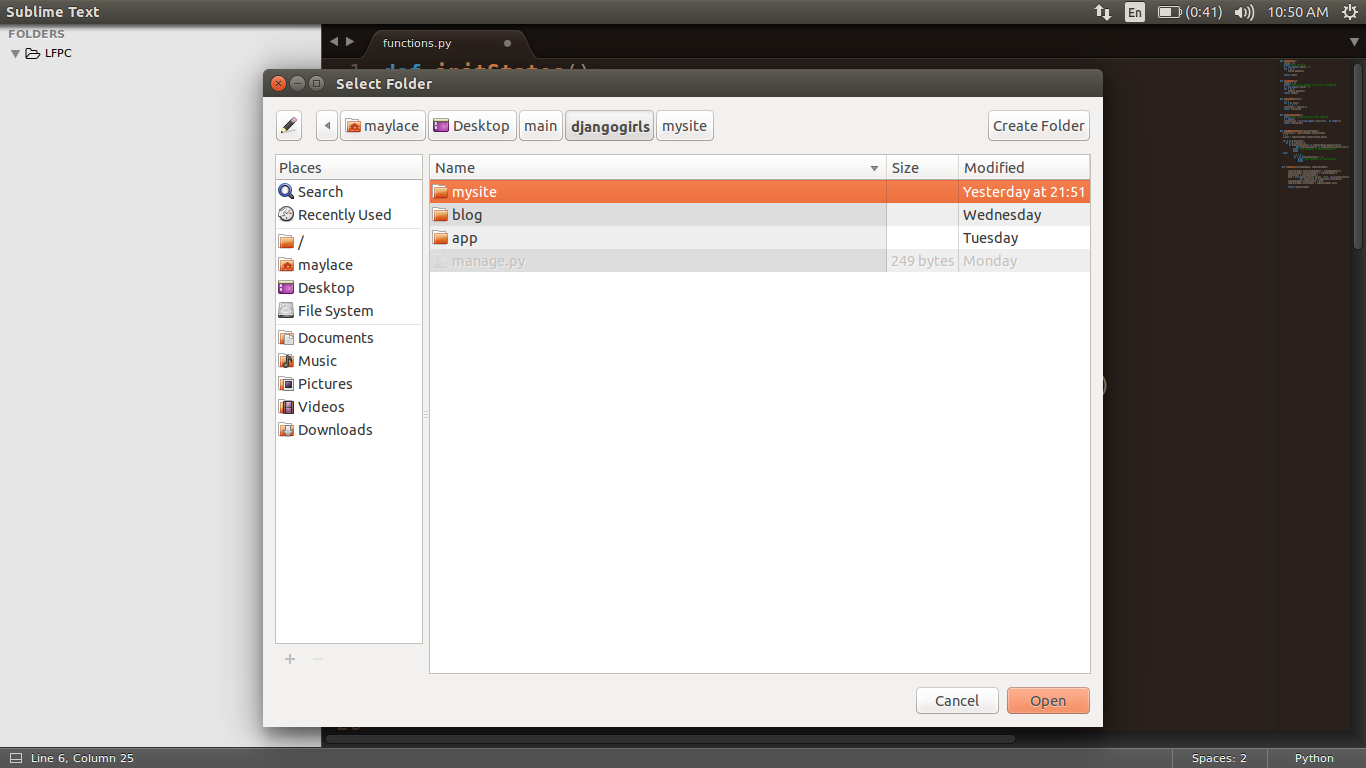 Sublime Text
En
(0:41)
10:50 AM
FOLDERS
LFPC
functions.py
1 def initStates():
Select Folder
maylace
Desktop
main
djangogirls
mysite
Create Folder
Places
Name
Size
Modified
Search
mysite
Yesterday at 21:51
Recently Used
blog
Wednesday
/
app
Tuesday
maylace
manage.py
249 bytes
Monday
Desktop
File System
Documents
Music
Pictures
Videos
Downloads
Cancel
Open
Line 6, Column 25
Spaces: 2
Python